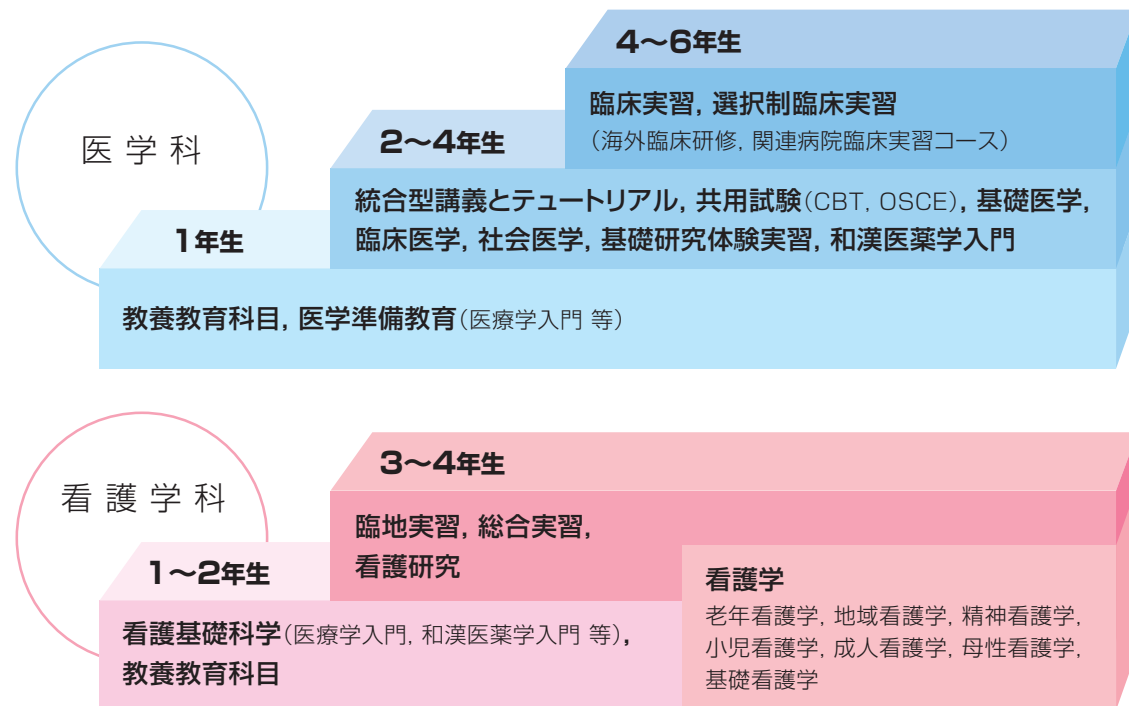 医学科
4〜6年生
臨床実習, 選択制臨床実習
（海外臨床研修, 関連病院臨床実習コース）
2〜4年生
統合型講義とテュートリアル, 共用試験（CBT, OSCE）, 基礎医学,
臨床医学, 社会医学, 基礎研究体験実習, 和漢医薬学入門
1年生
教養教育科目, 医学準備教育（医療学入門 等）
看護学科
3〜4年生
臨地実習, 総合実習,
看護研究
1〜2年生
看護基礎科学（医療学入門, 和漢医薬学入門 等）,
教養教育科目
看護学
老年看護学, 地域看護学, 精神看護学,
小児看護学, 成人看護学, 母性看護学,
基礎看護学